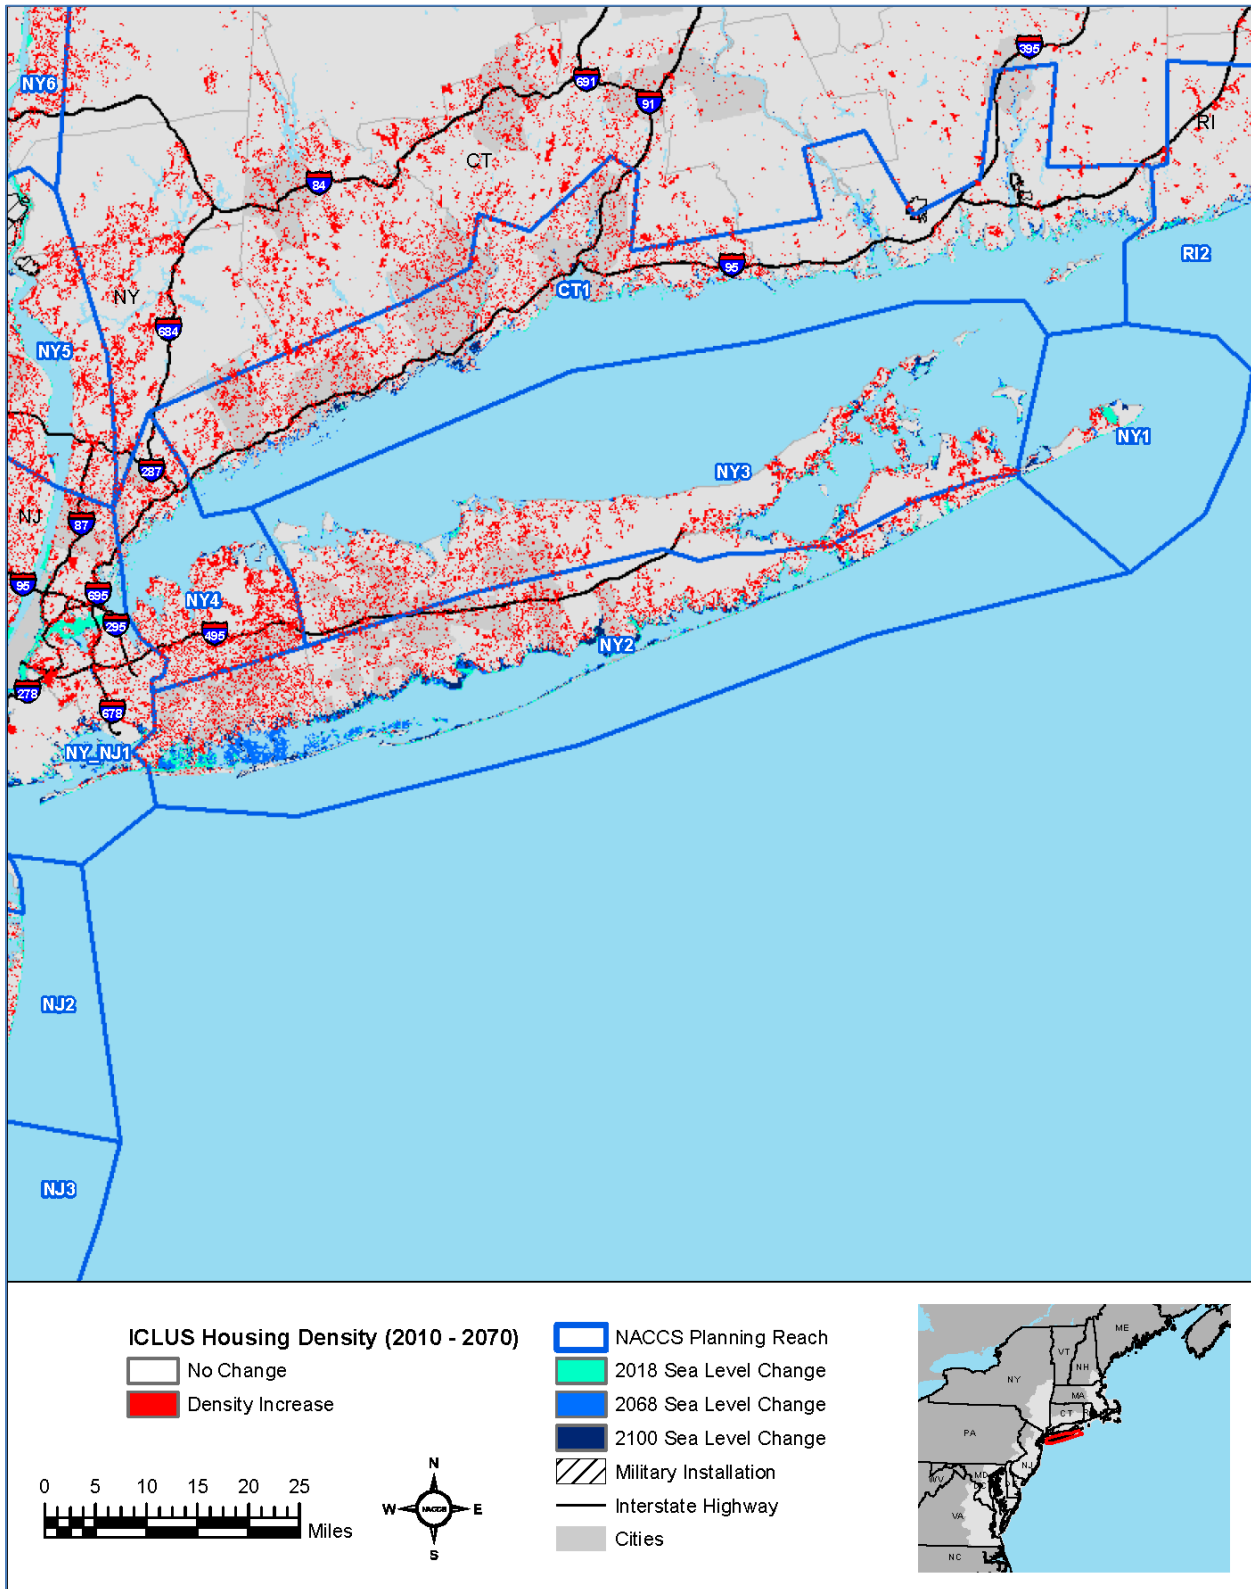 395
691
91
NY6
RI
CT
84
RI2
95
CT1
NY
684
NY5
NY1
287
NY3
NJ
87
95
695
NY4
295
495
NY2
278
678
NY_NJ1
NJ2
NJ3
ICLUS Housing Density (2010 - 2070)
No Change
Density Increase
NACCS Planning Reach
2018 Sea Level Change
2068 Sea Level Change
2100 Sea Level Change
Military Installation
Interstate Highway
Cities
0 5 10 15 20 25
Miles
N
W NACCS E
S
ME
VT
NH
NY
MA
CT
PA
NJ
MD
WV
VA
NC